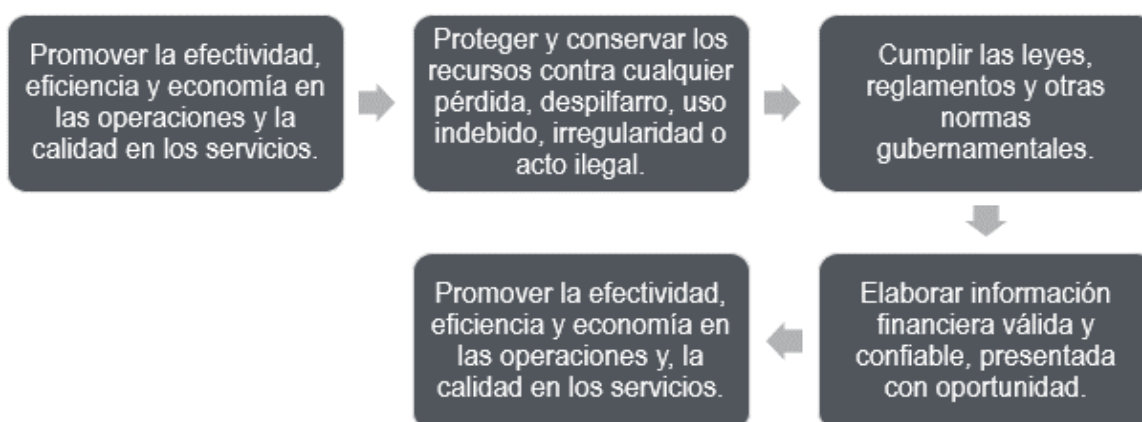 Promover la efectividad,
eficiencia y economía en
las operaciones y la
calidad en los servicios.
Proteger y conservar los
recursos contra cualquier
pérdida, despilfarro, uso
indebido, irregularidad o
acto ilegal.
Cumplir las leyes,
reglamentos y otras
normas
gubernamentales.
Elaborar información
financiera válida y
confiable, presentada
con oportunidad.
Promover la efectividad,
eficiencia y economía en
las operaciones y, la
calidad en los servicios.